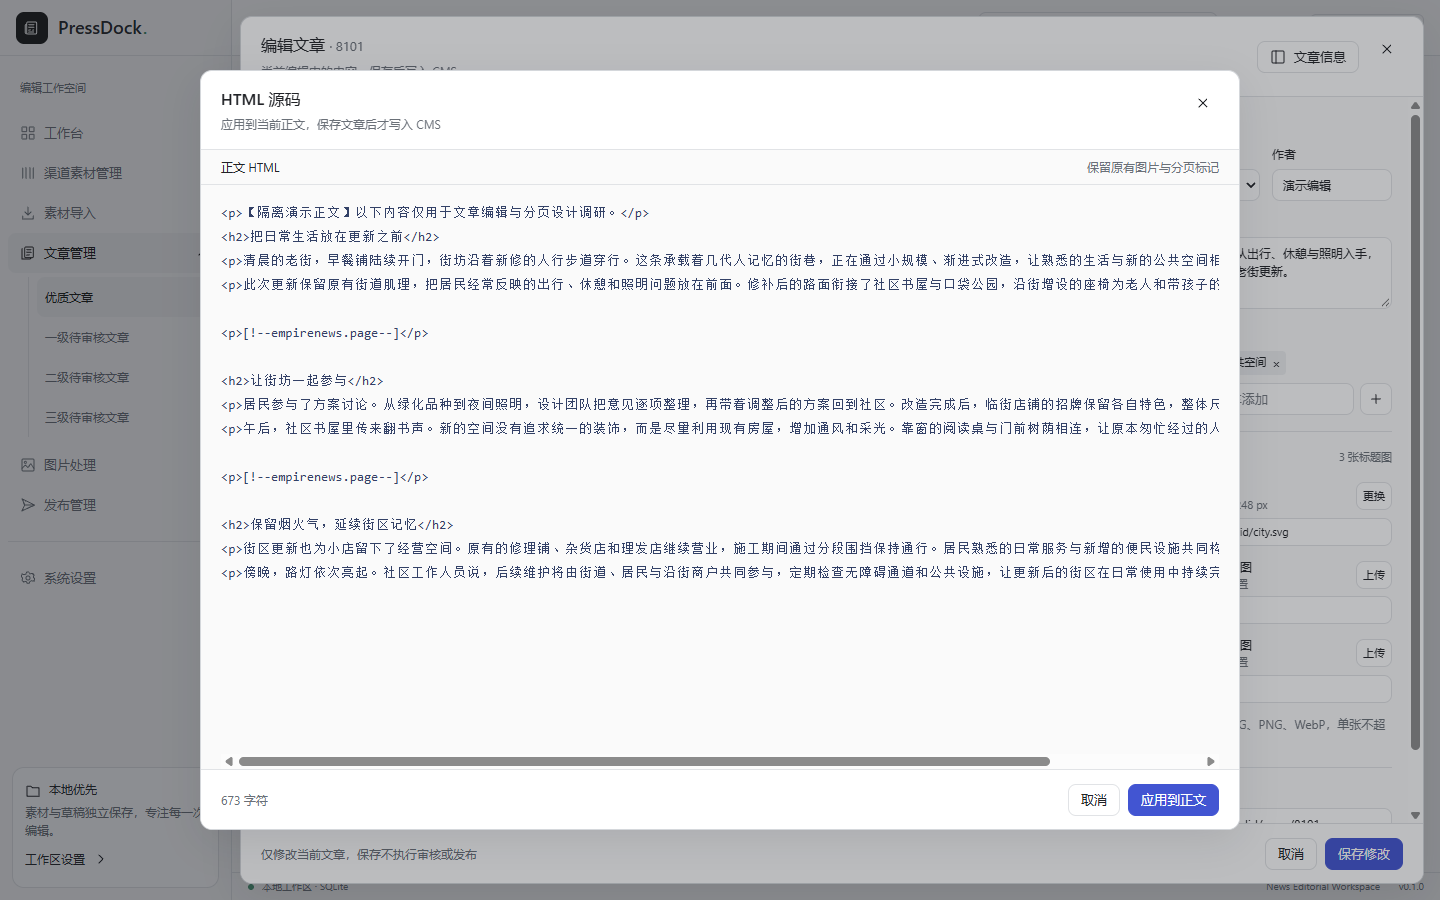 PressDock.
编辑工作空间
工作台
渠道素材管理
素材导入
文章管理
优质文章
一级待审核文章
二级待审核文章
三级待审核文章
图片处理
发布管理
系统设置
本地优先
素材与草稿独立保存，专注每一次
编辑。
工作区设置
编辑文章 · 8101
文章信息
HTML 源码
应用到当前正文，保存文章后才写入 CMS
正文 HTML
保留原有图片与分页标记
<p>【隔离演示正文】以下内容仅用于文章编辑与分页设计调研。</p>
<h2>把日常生活放在更新之前</h2>
<p>清晨的老街，早餐铺陆续开门，街坊沿着新修的人行步道穿行。这条承载着几代人记忆的街巷，正在通过小规模、渐进式改造，让熟悉的生活与新的公共空间相
<p>此次更新保留原有街道肌理，把居民经常反映的出行、休憩和照明问题放在前面。修补后的路面衔接了社区书屋与口袋公园，沿街增设的座椅为老人和带孩子的
<p>[!--empirenews.page--]</p>
<h2>让街坊一起参与</h2>
<p>居民参与了方案讨论。从绿化品种到夜间照明，设计团队把意见逐项整理，再带着调整后的方案回到社区。改造完成后，临街店铺的招牌保留各自特色，整体尺
<p>午后，社区书屋里传来翻书声。新的空间没有追求统一的装饰，而是尽量利用现有房屋，增加通风和采光。靠窗的阅读桌与门前树荫相连，让原本匆忙经过的人
<p>[!--empirenews.page--]</p>
<h2>保留烟火气，延续街区记忆</h2>
<p>街区更新也为小店留下了经营空间。原有的修理铺、杂货店和理发店继续营业，施工期间通过分段围挡保持通行。居民熟悉的日常服务与新增的便民设施共同构
<p>傍晚，路灯依次亮起。社区工作人员说，后续维护将由街道、居民与沿街商户共同参与，定期检查无障碍通道和公共设施，让更新后的街区在日常使用中持续完
673 字符
取消
应用到正文
作者
演示编辑
从出行、休憩与照明入手，
老街更新。
空间 ×
添加
3 张标题图
更换
48 px
id/city.svg
图
上传
图
上传
G、PNG、WebP，单张不超
仅修改当前文章，保存不执行审核或发布
取消
保存修改
本地工作区 · SQLite
News Editorial Workspace
v0.1.0